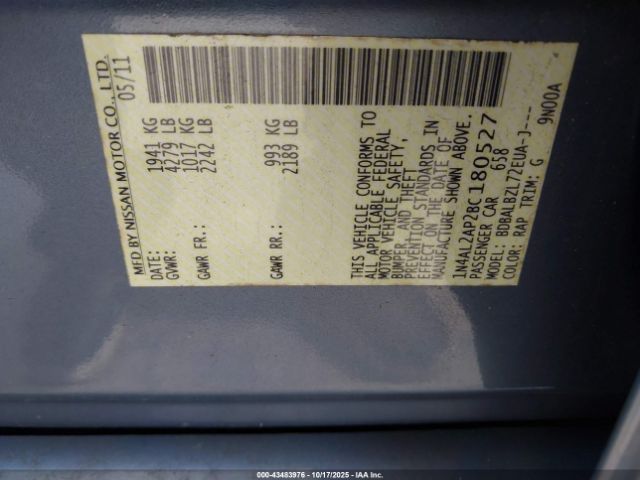 MFD BY NISSAN MOTOR CO., LTD.
DATE: 05/11
GVWR: 1941 KG
4279 LB
GAWR FR: 1017 KG
2242 LB
GAWR RR: 993 KG
2189 LB
THIS VEHICLE CONFORMS TO
ALL APPLICABLE FEDERAL
MOTOR VEHICLE SAFETY,
BUMPER, AND THEFT
PREVENTION STANDARDS IN
EFFECT ON THE DATE OF
MANUFACTURE SHOWN ABOVE.
1N4AL2AP2BC180527
PASSENGER CAR 658
MODEL: BDBALBZL72EUA-J---
COLOR: RAP TRIM: G 9N00A
00-43483976 - 10/17/2025 - IAA, Inc.